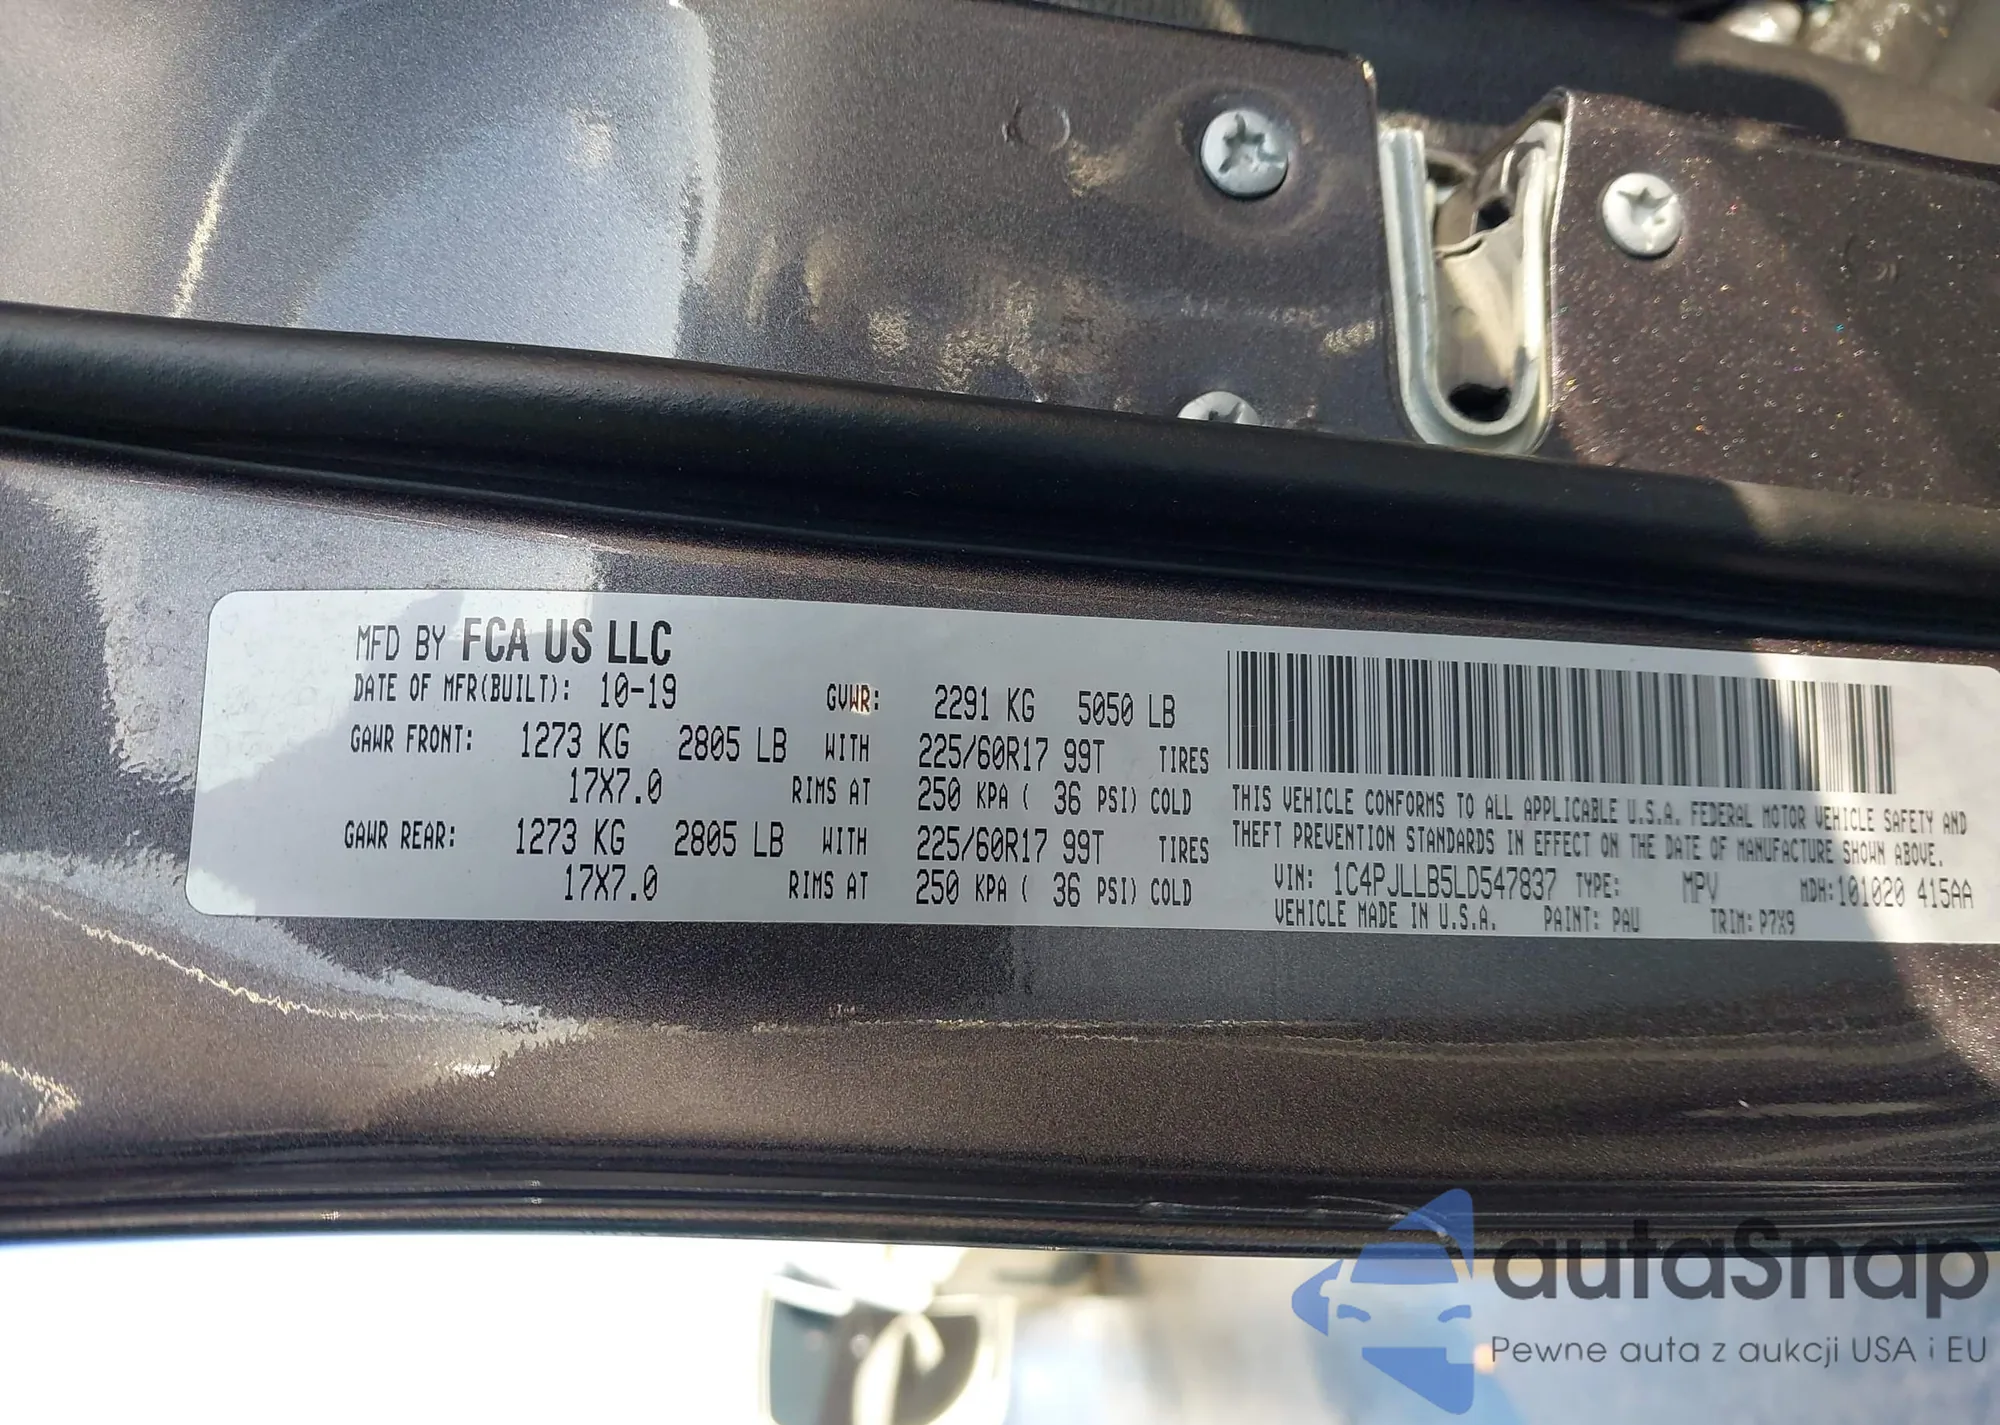 MFD BY FCA US LLC
DATE OF MFR(BUILT): 10-19 GVWR: 2291 KG 5050 LB
GAWR FRONT: 1273 KG 2805 LB WITH 225/60R17 99T TIRES
17X7.0 RIMS AT 250 KPA ( 36 PSI) COLD
GAWR REAR: 1273 KG 2805 LB WITH 225/60R17 99T TIRES
17X7.0 RIMS AT 250 KPA ( 36 PSI) COLD
THIS VEHICLE CONFORMS TO ALL APPLICABLE U.S.A. FEDERAL MOTOR VEHICLE SAFETY AND
THEFT PREVENTION STANDARDS IN EFFECT ON THE DATE OF MANUFACTURE SHOWN ABOVE.
VIN: 1C4PJLLB5LD547837 TYPE: MPV MDH:101020 415AA
VEHICLE MADE IN U.S.A. PAINT: PAU TRIM: P7X9
autaSnap
Pewne auta z aukcji USA i EU